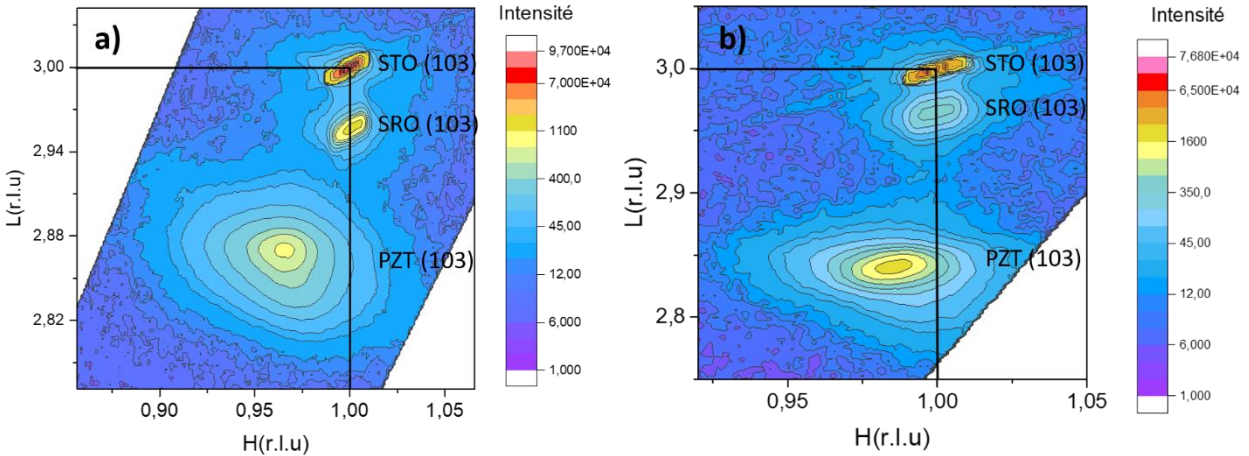 a)
Intensité
3,00
2,94
2,88
2,82
L(r.l.u)
STO (103)
SRO (103)
PZT (103)
0,90
0,95
1,00
1,05
H(r.l.u)
9,700E+04
7,000E+04
1100
400,0
45,00
12,00
6,000
1,000
b)
Intensité
3,0
2,9
2,8
L(r.l.u)
STO (103)
SRO (103)
PZT (103)
0,95
1,00
1,05
H(r.l.u)
7,680E+04
6,500E+04
1600
350,0
45,00
12,00
6,000
1,000